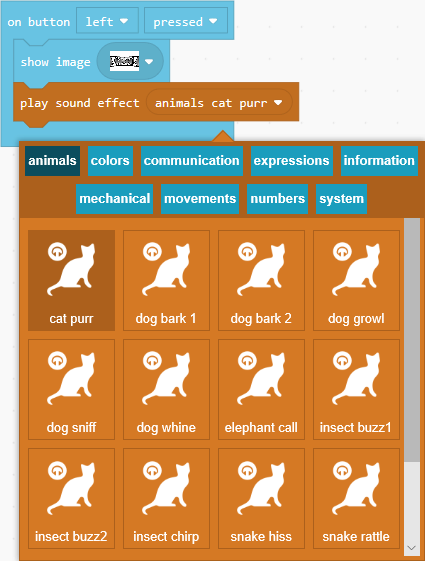 on button left pressed
show image
play sound effect animals cat purr
animals colors communication expressions information
mechanical movements numbers system
cat purr dog bark 1 dog bark 2 dog growl
dog sniff dog whine elephant call insect buzz1
insect buzz2 insect chirp snake hiss snake rattle